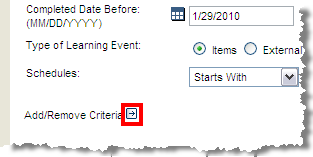 Completed Date Before: 1/29/2010
(MM/DD/YYYY)
Type of Learning Event: Items External
Schedules: Starts With
Add/Remove Criteria